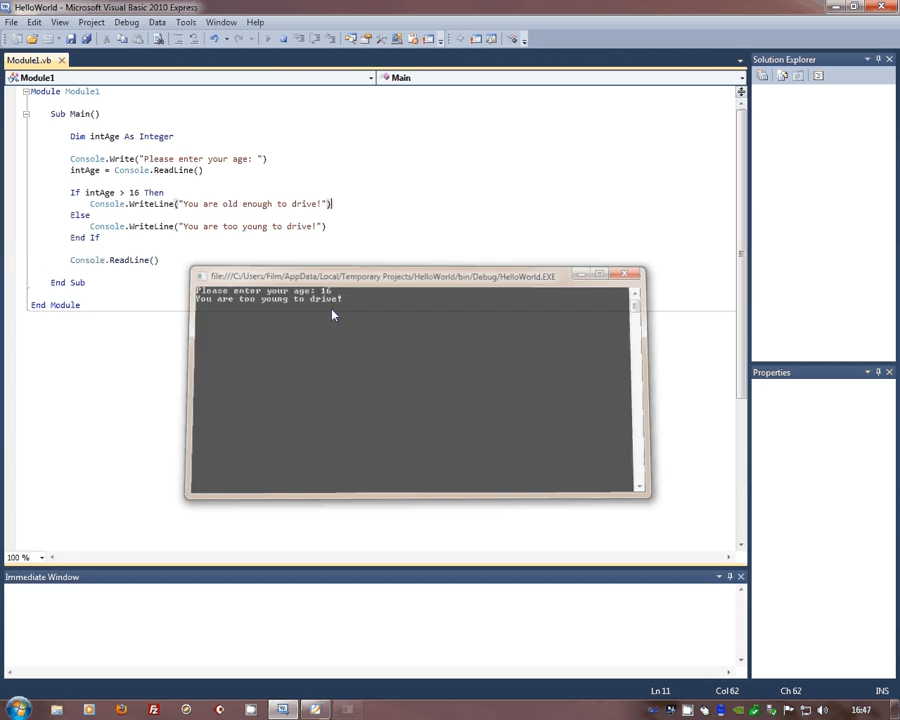 HelloWorld - Microsoft Visual Basic 2010 Express
File Edit View Project Debug Data Tools Window Help
Module1.vb
Solution Explorer
Module1
Main
Module Module1
Sub Main()
Dim intAge As Integer
Console.Write("Please enter your age: ")
intAge = Console.ReadLine()
If intAge > 16 Then
Console.WriteLine("You are old enough to drive!")
Else
Console.WriteLine("You are too young to drive!")
End If
Console.ReadLine()
End Sub
End Module
file:///C:/Users/Film/AppData/Local/Temporary Projects/HelloWorld/bin/Debug/HelloWorld.EXE
Please enter your age: 16
You are too young to drive!
Properties
100 %
Immediate Window
Ln 11 Col 62 Ch 62 INS
16:47